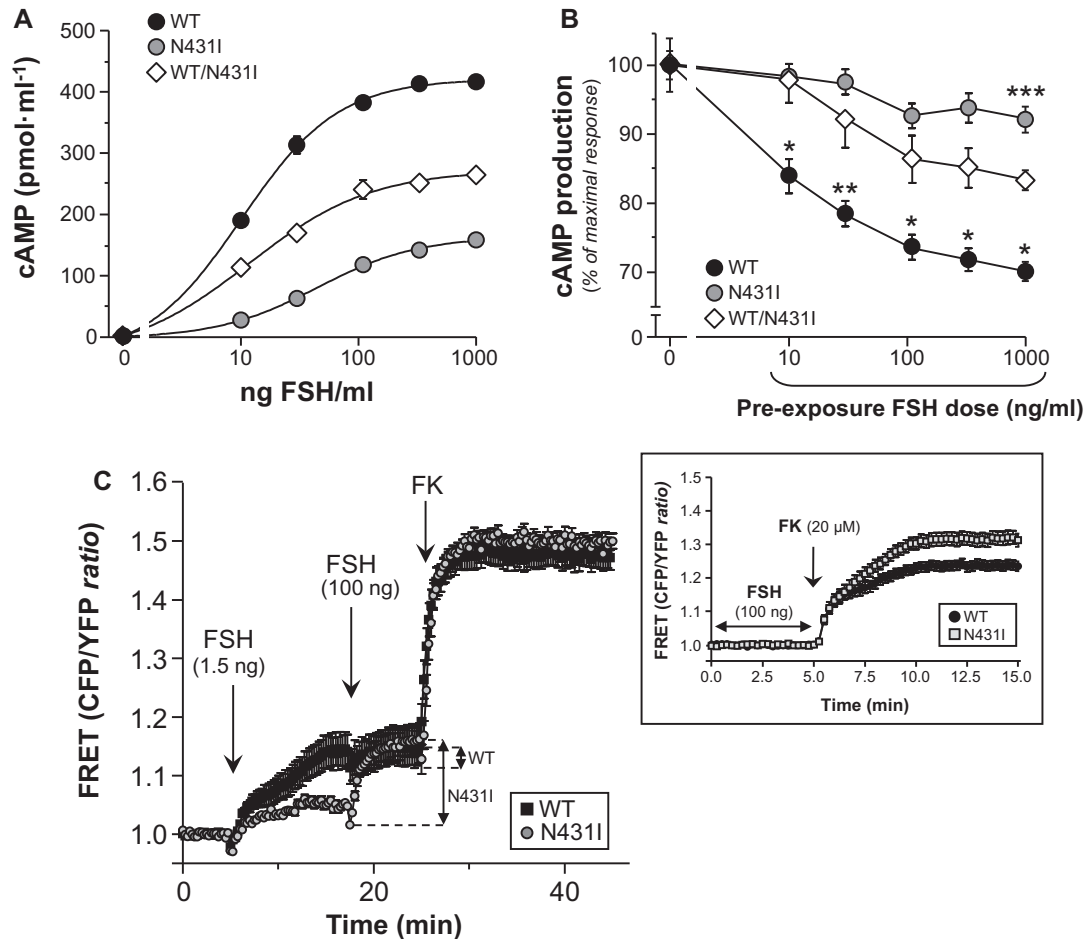 A
WT
N431I
WT/N431I
500
400
300
200
100
0
cAMP (pmol·ml⁻¹)
0 10 100 1000
ng FSH/ml
B
100
90
80
70
0
cAMP production
(% of maximal response)
*
**
*
*
*
***
WT
N431I
WT/N431I
0 10 100 1000
Pre-exposure FSH dose (ng/ml)
C
1.6
1.5
1.4
1.3
1.2
1.1
1.0
FRET (CFP/YFP ratio)
FSH
(1.5 ng)
FSH
(100 ng)
FK
WT
N431I
WT
N431I
0 20 40
Time (min)
1.5
1.4
1.3
1.2
1.1
1.0
FRET (CFP/YFP ratio)
FK (20 µM)
FSH
(100 ng)
WT
N431I
0.0 2.5 5.0 7.5 10.0 12.5 15.0
Time (min)